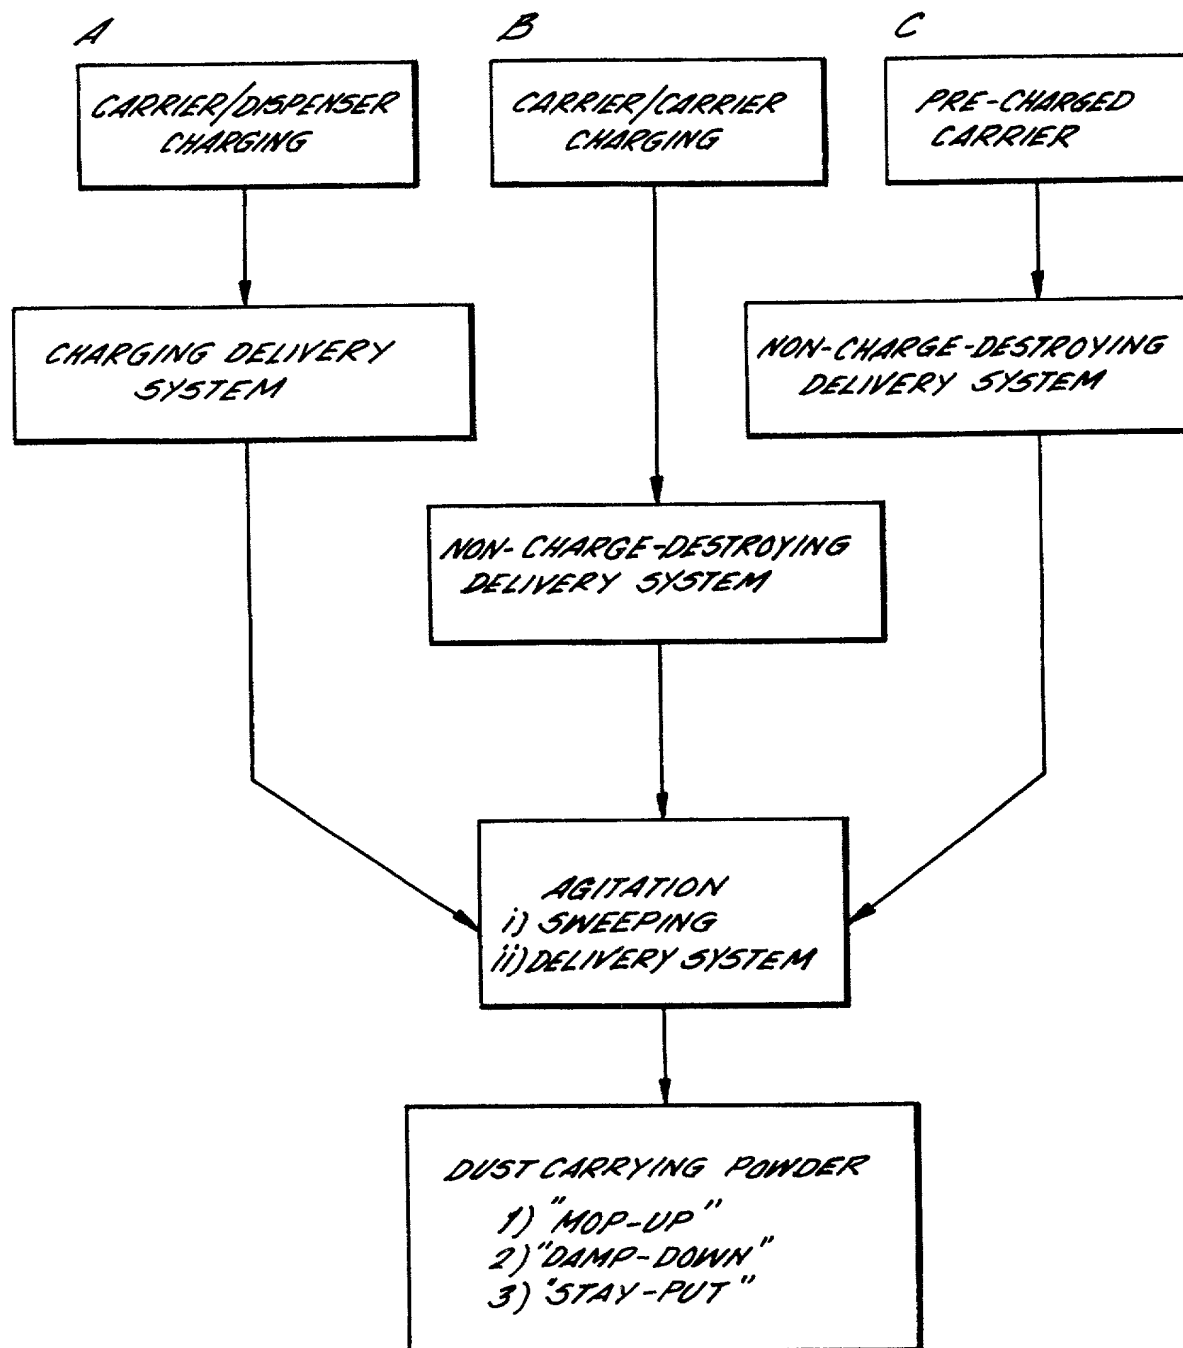 A
B
C
CARRIER/DISPENSER
CHARGING
CARRIER/CARRIER
CHARGING
PRE-CHARGED
CARRIER
CHARGING DELIVERY
SYSTEM
NON-CHARGE-DESTROYING
DELIVERY SYSTEM
NON-CHARGE-DESTROYING
DELIVERY SYSTEM
AGITATION
i) SWEEPING
ii) DELIVERY SYSTEM
DUST CARRYING POWDER
1) "MOP-UP"
2) "DAMP-DOWN"
3) "STAY-PUT"